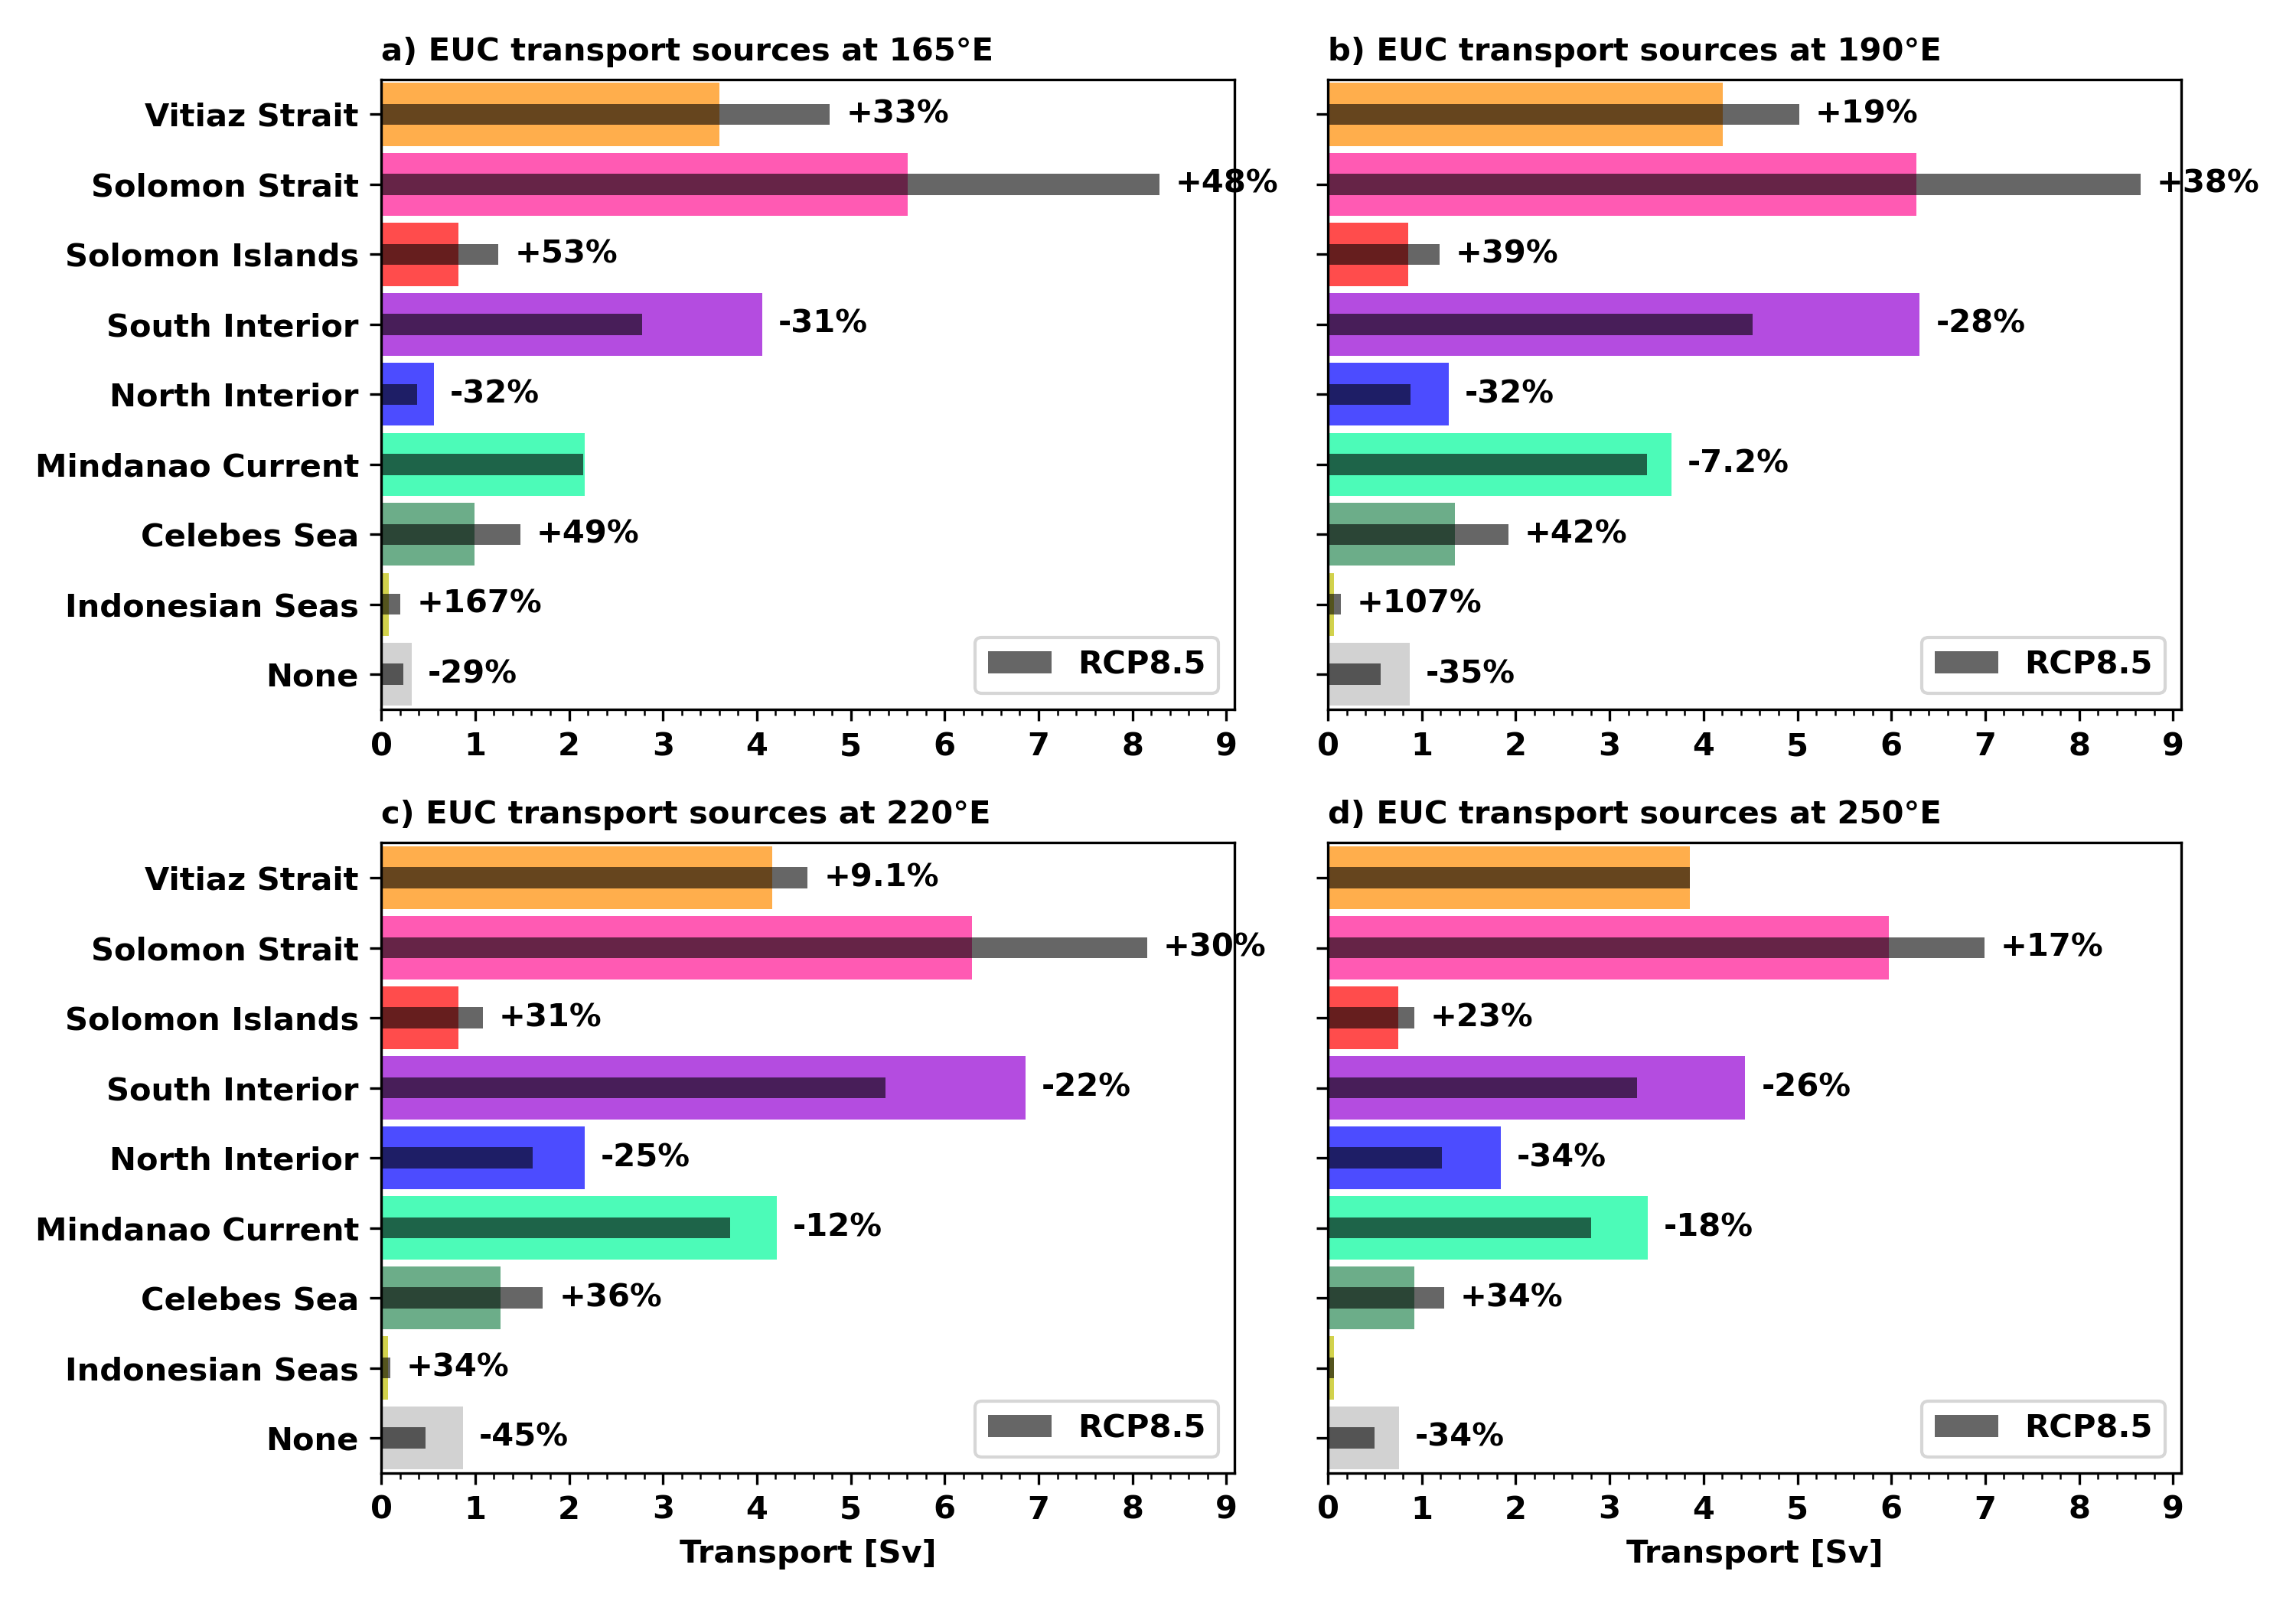 a) EUC transport sources at 165°E
Vitiaz Strait
+33%
Solomon Strait
+48%
Solomon Islands
+53%
South Interior
-31%
North Interior
-32%
Mindanao Current
Celebes Sea
+49%
Indonesian Seas
+167%
None
-29%
RCP8.5
0 1 2 3 4 5 6 7 8 9
b) EUC transport sources at 190°E
+19%
+38%
+39%
-28%
-32%
-7.2%
+42%
+107%
-35%
RCP8.5
0 1 2 3 4 5 6 7 8 9
c) EUC transport sources at 220°E
Vitiaz Strait
+9.1%
Solomon Strait
+30%
Solomon Islands
+31%
South Interior
-22%
North Interior
-25%
Mindanao Current
-12%
Celebes Sea
+36%
Indonesian Seas
+34%
None
-45%
RCP8.5
0 1 2 3 4 5 6 7 8 9
Transport [Sv]
d) EUC transport sources at 250°E
+17%
+23%
-26%
-34%
-18%
+34%
-34%
RCP8.5
0 1 2 3 4 5 6 7 8 9
Transport [Sv]